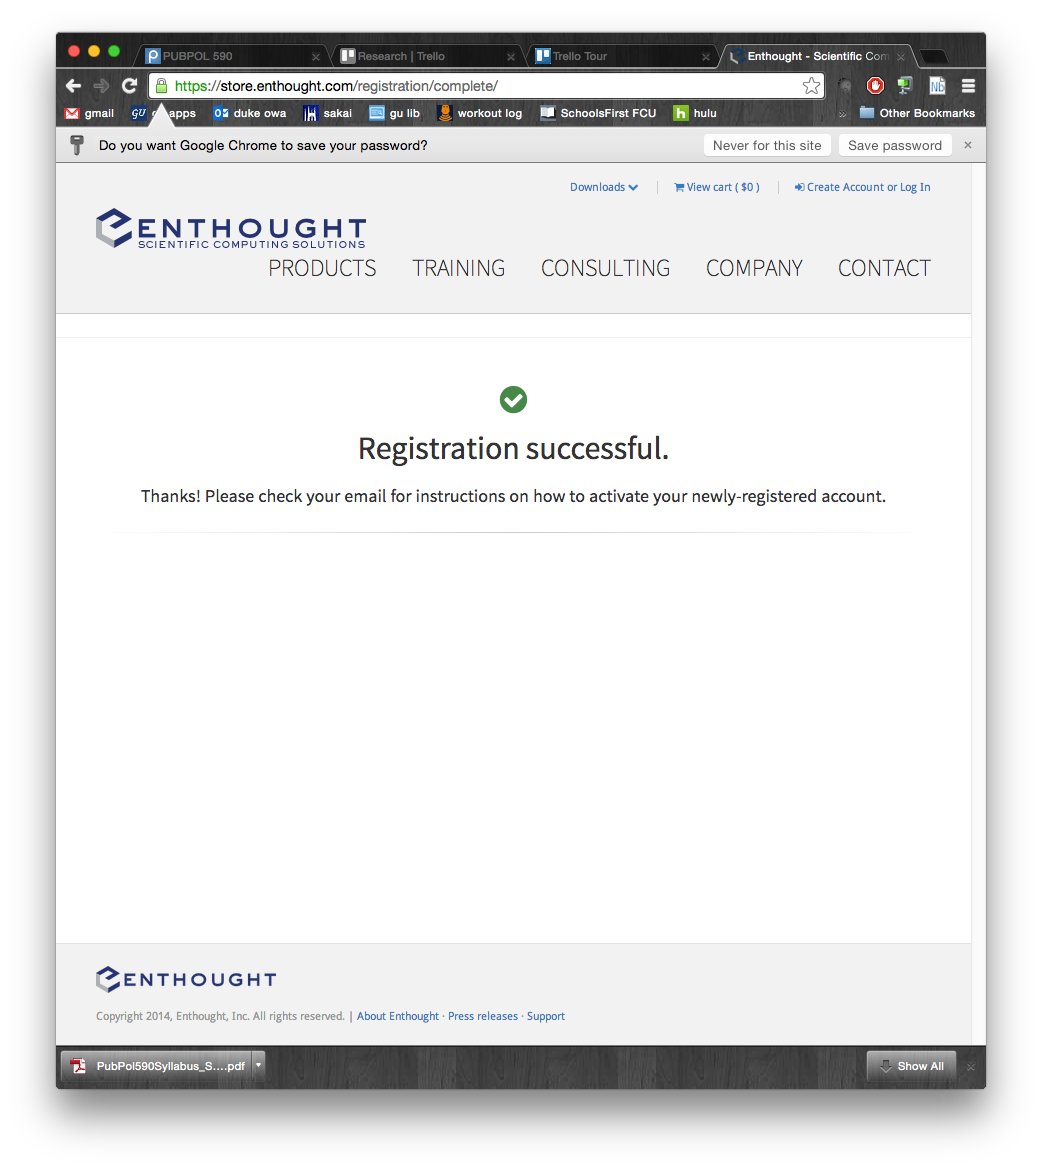 PUBPOL 590
Research | Trello
Trello Tour
Enthought - Scientific Com
https://store.enthought.com/registration/complete/
gmail
GU
apps
duke owa
sakai
gu lib
workout log
SchoolsFirst FCU
h hulu
» Other Bookmarks
Do you want Google Chrome to save your password?
Never for this site
Save password
Downloads
View cart ( $0 )
Create Account or Log In
ENTHOUGHT
SCIENTIFIC COMPUTING SOLUTIONS
PRODUCTS TRAINING CONSULTING COMPANY CONTACT
Registration successful.
Thanks! Please check your email for instructions on how to activate your newly-registered account.
ENTHOUGHT
Copyright 2014, Enthought, Inc. All rights reserved. | About Enthought · Press releases · Support
PubPol590Syllabus_S....pdf
Show All